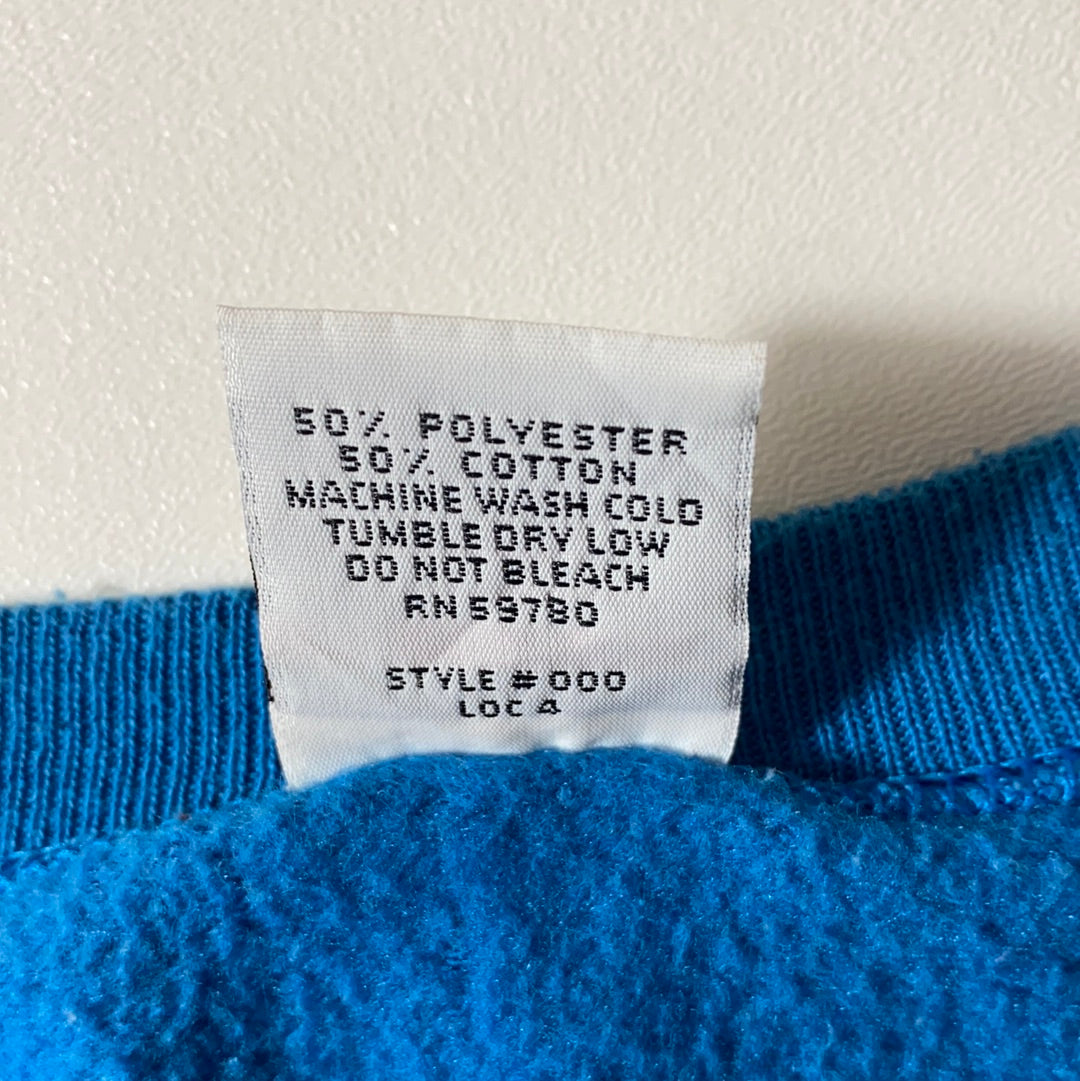 50% POLYESTER
50% COTTON
MACHINE WASH COLD
TUMBLE DRY LOW
DO NOT BLEACH
RN 59780
STYLE # 000
LOC 4